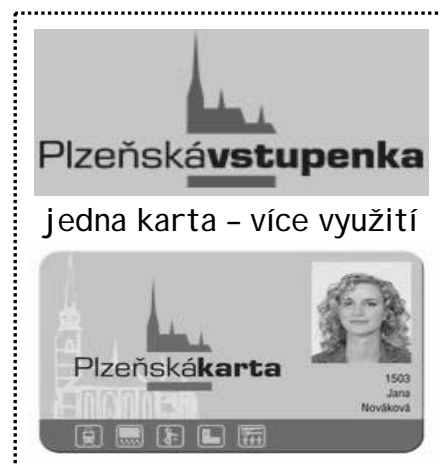 Plzeňskávstupenka
jedna karta – více využití
Plzeňskákarta
1503
Jana
Nováková